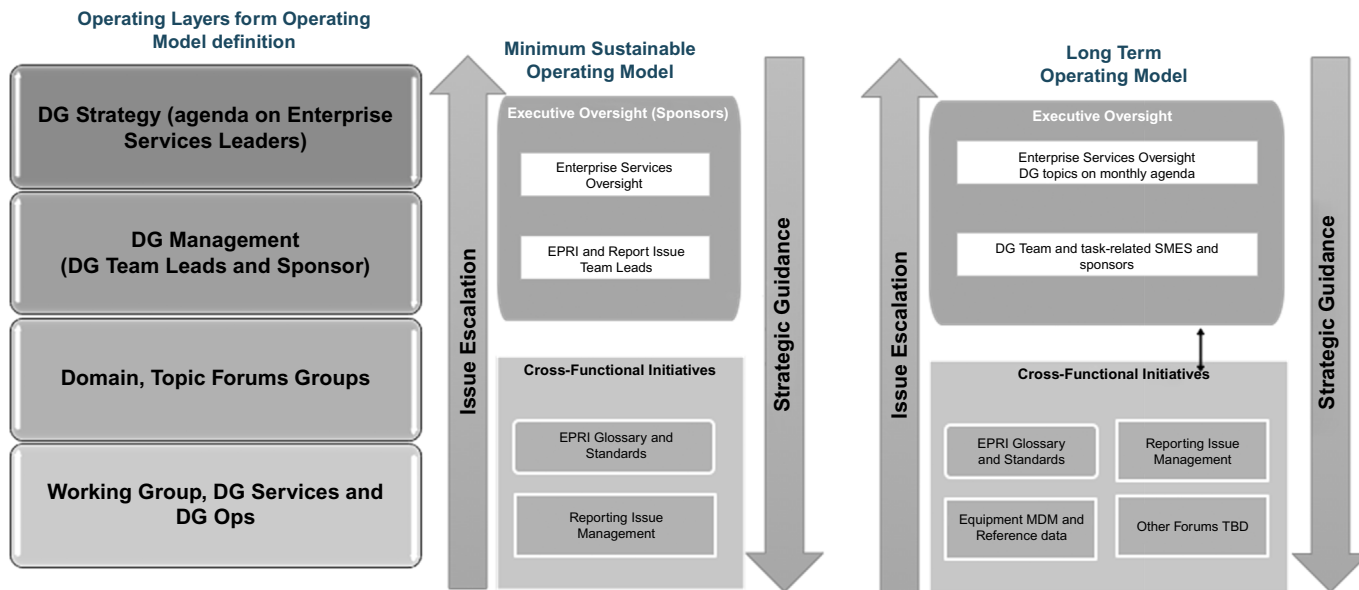 Operating Layers form Operating
Model definition
DG Strategy (agenda on Enterprise
Services Leaders)
DG Management
(DG Team Leads and Sponsor)
Domain, Topic Forums Groups
Working Group, DG Services and
DG Ops
Issue Escalation
Minimum Sustainable
Operating Model
Executive Oversight (Sponsors)
Enterprise Services
Oversight
EPRI and Report Issue
Team Leads
Cross-Functional Initiatives
EPRI Glossary and
Standards
Reporting Issue
Management
Strategic Guidance
Issue Escalation
Long Term
Operating Model
Executive Oversight
Enterprise Services Oversight
DG topics on monthly agenda
DG Team and task-related SMES and
sponsors
Cross-Functional Initiatives
EPRI Glossary
and Standards
Reporting Issue
Management
Equipment MDM and
Reference data
Other Forums TBD
Strategic Guidance